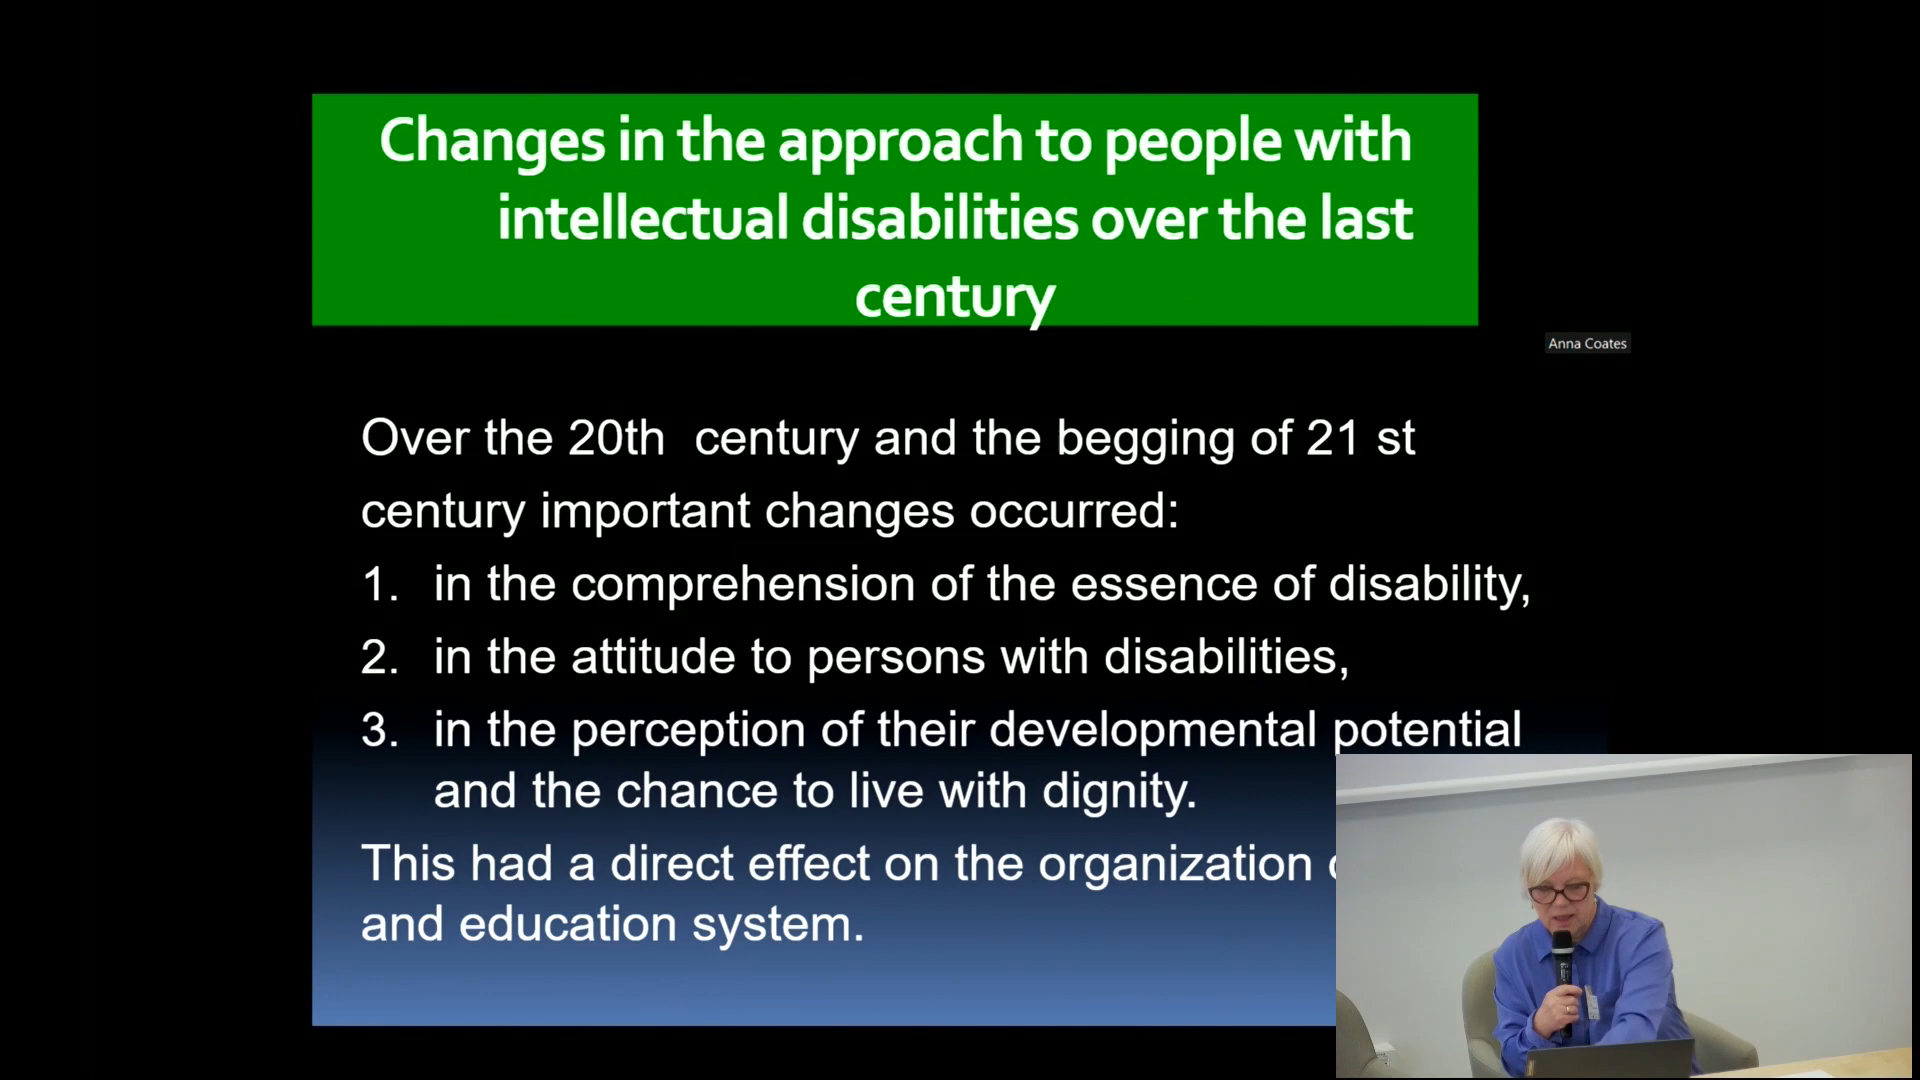 Changes in the approach to people with
intellectual disabilities over the last
century
Anna Coates
Over the 20th century and the begging of 21 st
century important changes occurred:
1. in the comprehension of the essence of disability,
2. in the attitude to persons with disabilities,
3. in the perception of their developmental potential
and the chance to live with dignity.
This had a direct effect on the organization
and education system.